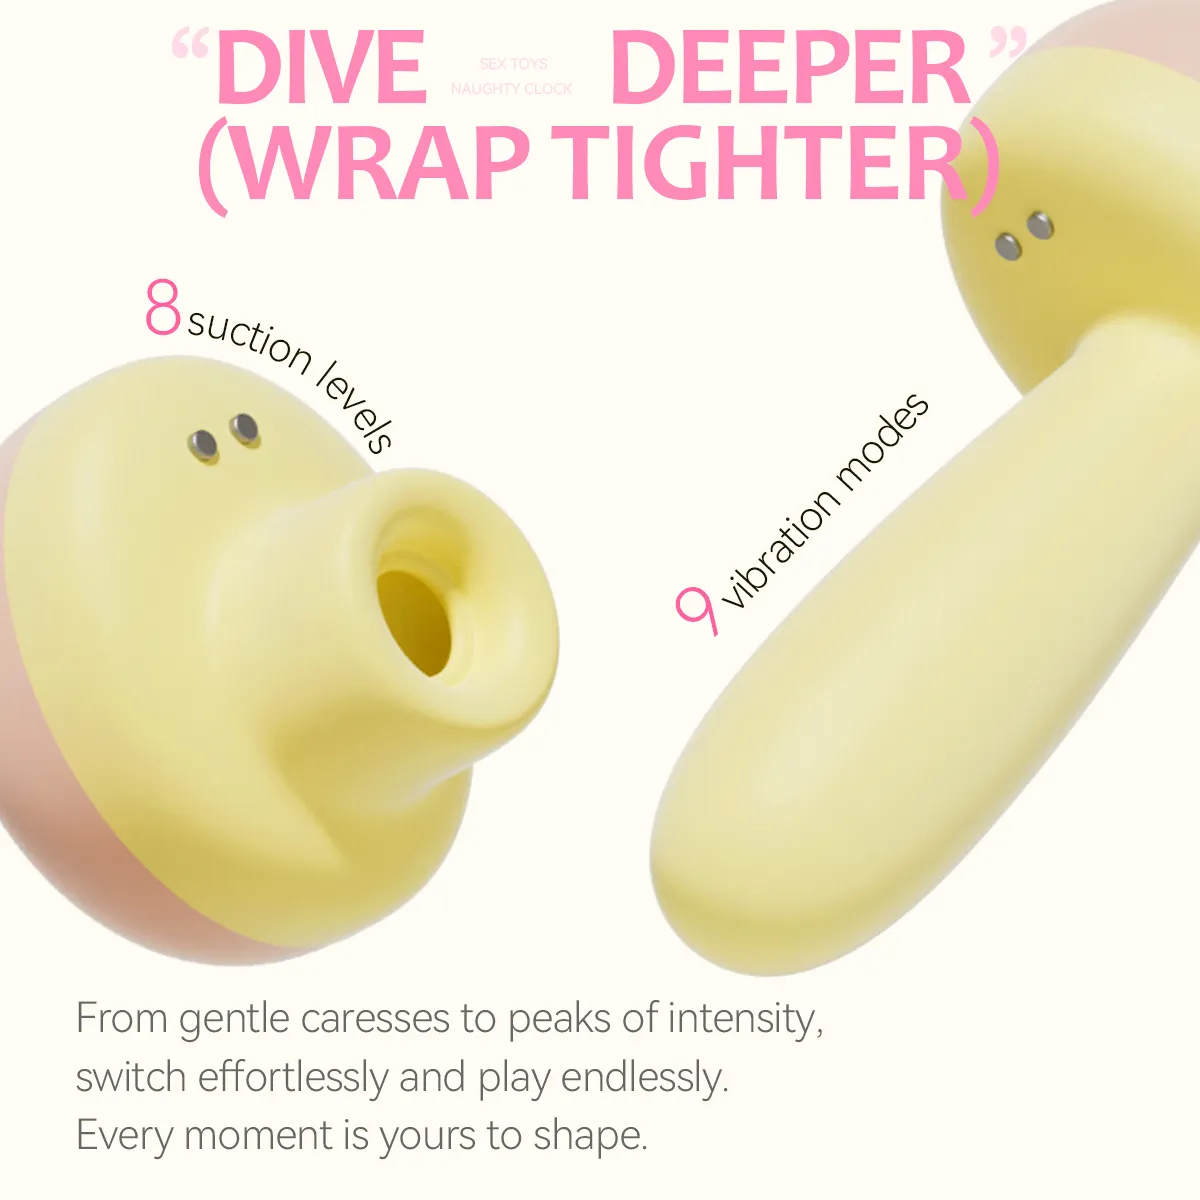 “DIVE DEEPER”
SEX TOYS
NAUGHTY CLOCK
(WRAP TIGHTER)
8 suction levels
9 vibration modes
From gentle caresses to peaks of intensity,
switch effortlessly and play endlessly.
Every moment is yours to shape.